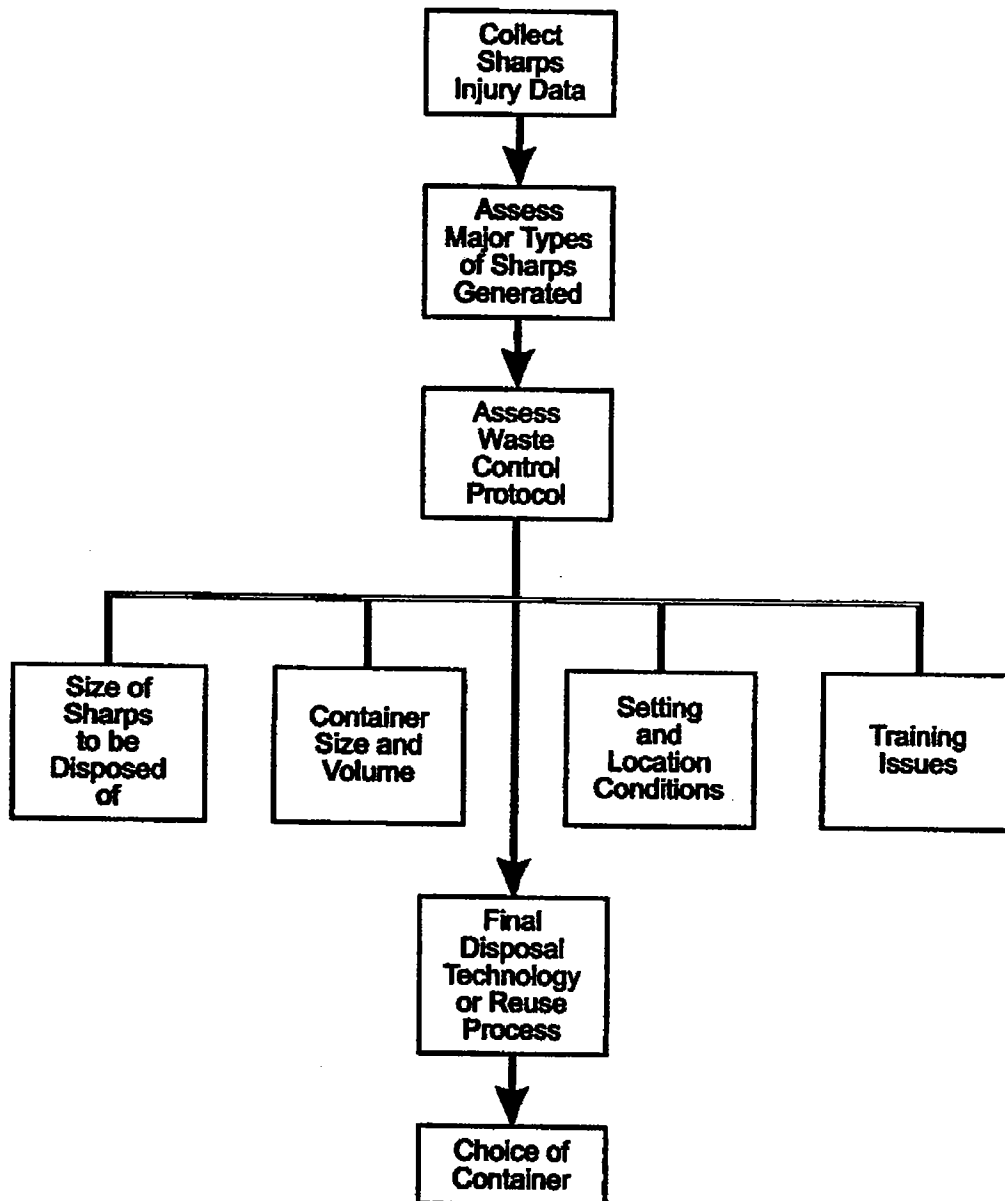 Collect
Sharps
Injury Data
Assess
Major Types
of Sharps
Generated
Assess
Waste
Control
Protocol
Size of
Sharps
to be
Disposed
of
Container
Size and
Volume
Setting
and
Location
Conditions
Training
Issues
Final
Disposal
Technology
or Reuse
Process
Choice of
Container